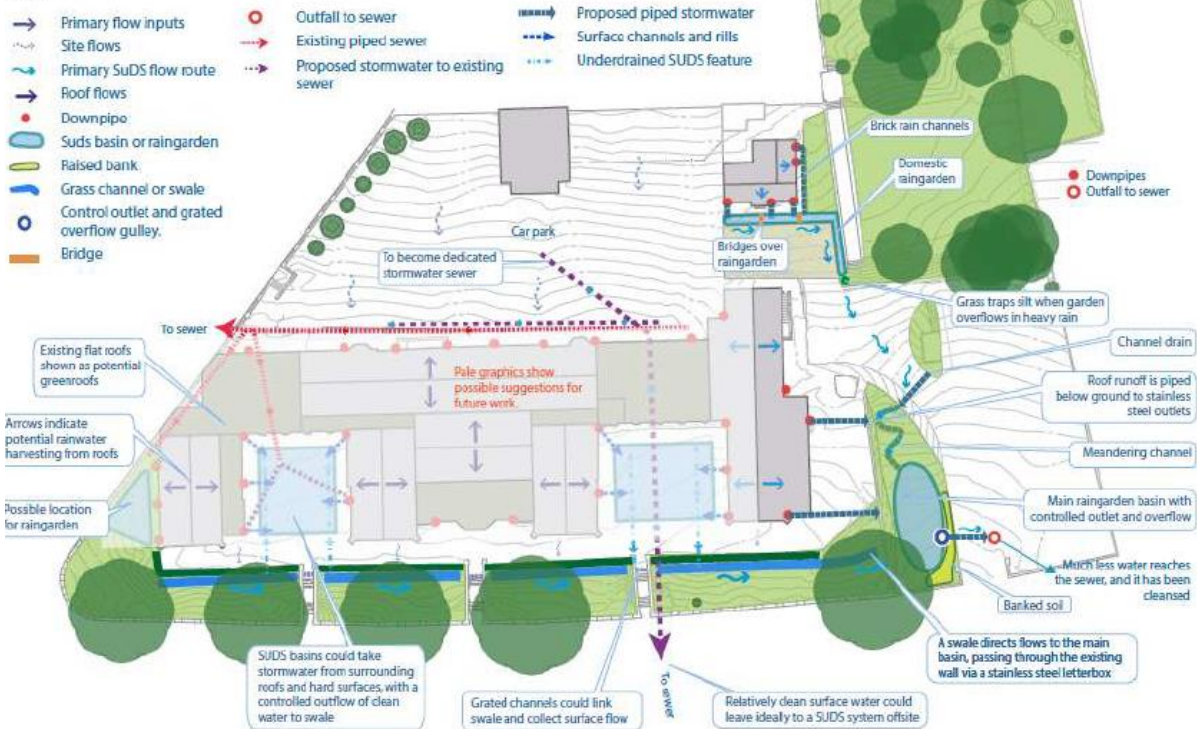 Primary flow inputs
Site flows
Primary SuDS flow route
Roof flows
Downpipe
Suds basin or raingarden
Raised bank
Grass channel or swale
Control outlet and grated
overflow gulley.
Bridge
Outfall to sewer
Existing piped sewer
Proposed stormwater to existing
sewer
Proposed piped stormwater
Surface channels and rills
Underdrained SUDS feature
Brick rain channels
Domestic
raingarden
Downpipes
Outfall to sewer
Car park
To become dedicated
stormwater sewer
Bridges over
raingarden
Grass traps silt when garden
overflows in heavy rain
To sewer
Existing flat roofs
shown as potential
greenroofs
Pale graphics show
possible suggestions for
future work.
Channel drain
Roof runoff is piped
below ground to stainless
steel outlets
Arrows indicate
potential rainwater
harvesting from roofs
Meandering channel
Possible location
for raingarden
Main raingarden basin with
controlled outlet and overflow
Much less water reaches
the sewer, and it has been
cleansed
Banked soil
SUDS basins could take
stormwater from surrounding
roofs and hard surfaces, with a
controlled outflow of clean
water to swale
Grated channels could link
swale and collect surface flow
To sewer
Relatively clean surface water could
leave ideally to a SUDS system offsite
A swale directs flows to the main
basin, passing through the existing
wall via a stainless steel letterbox